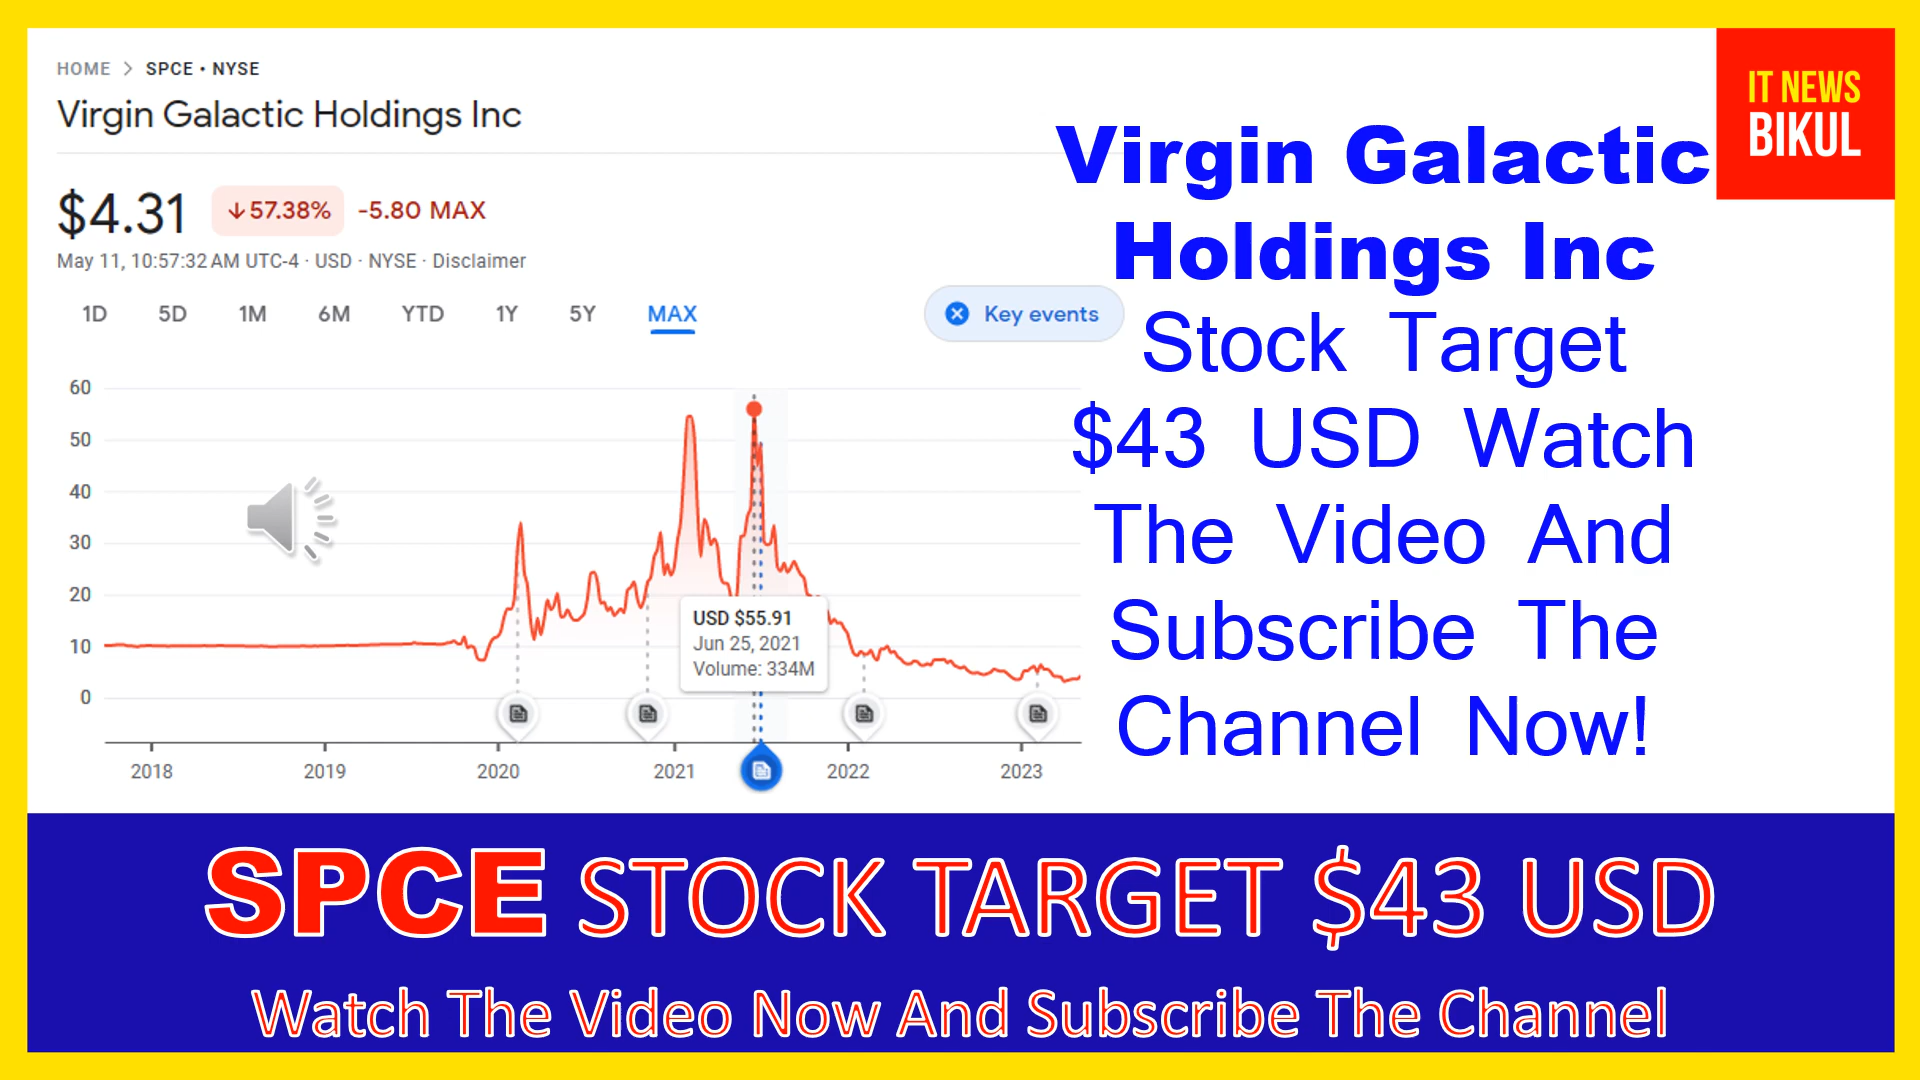 HOME > SPCE • NYSE
Virgin Galactic Holdings Inc
$4.31 ↓57.38% -5.80 MAX
May 11, 10:57:32 AM UTC-4 · USD · NYSE · Disclaimer
1D 5D 1M 6M YTD 1Y 5Y MAX
Key events
60
50
40
30
20
10
0
USD $55.91
Jun 25, 2021
Volume: 334M
2018 2019 2020 2021 2022 2023
IT NEWS
BIKUL
Virgin Galactic
Holdings Inc
Stock Target
$43 USD Watch
The Video And
Subscribe The
Channel Now!
SPCE STOCK TARGET $43 USD
Watch The Video Now And Subscribe The Channel